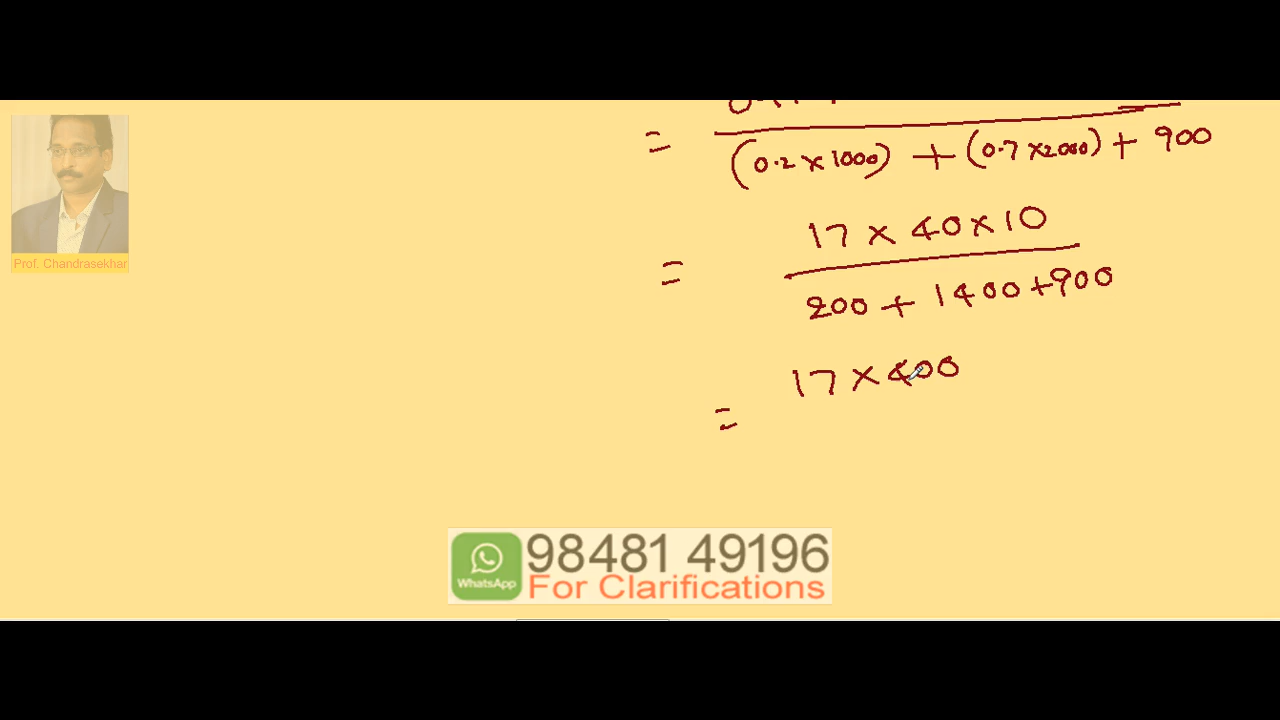 = (0.2 × 1000) + (0.7 × 2000) + 900
Prof. Chandrasekhar
= 17 × 40 × 10
200 + 1400 + 900
= 17 × 400
WhatsApp
98481 49196
For Clarifications